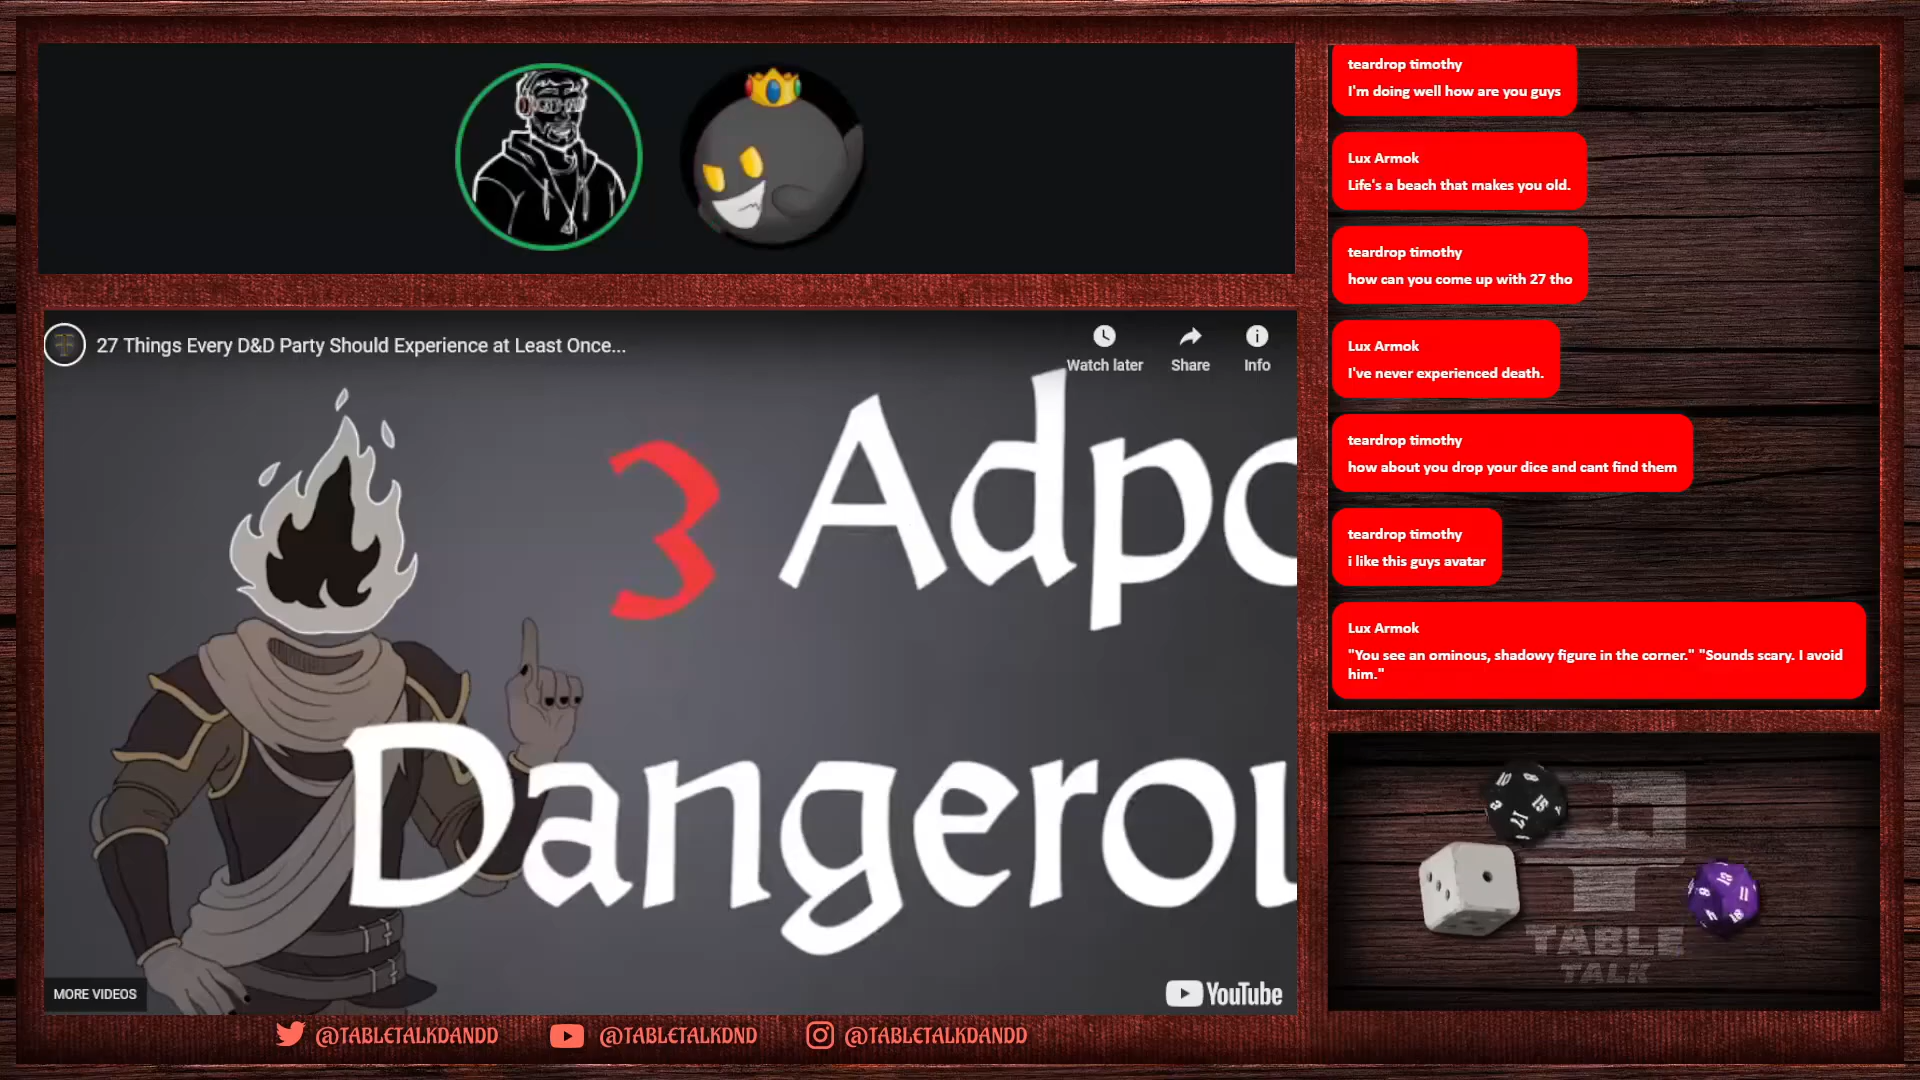 27 Things Every D&D Party Should Experience at Least Once...
Watch later
Share
Info
3 Adpo
Dangerou
MORE VIDEOS
YouTube
@TABLETALKDANDD
@TABLETALKDND
@TABLETALKDANDD
teardrop timothy
I'm doing well how are you guys
Lux Armok
Life's a beach that makes you old.
teardrop timothy
how can you come up with 27 tho
Lux Armok
I've never experienced death.
teardrop timothy
how about you drop your dice and cant find them
teardrop timothy
i like this guys avatar
Lux Armok
"You see an ominous, shadowy figure in the corner." "Sounds scary. I avoid
him."
TABLE
TALK